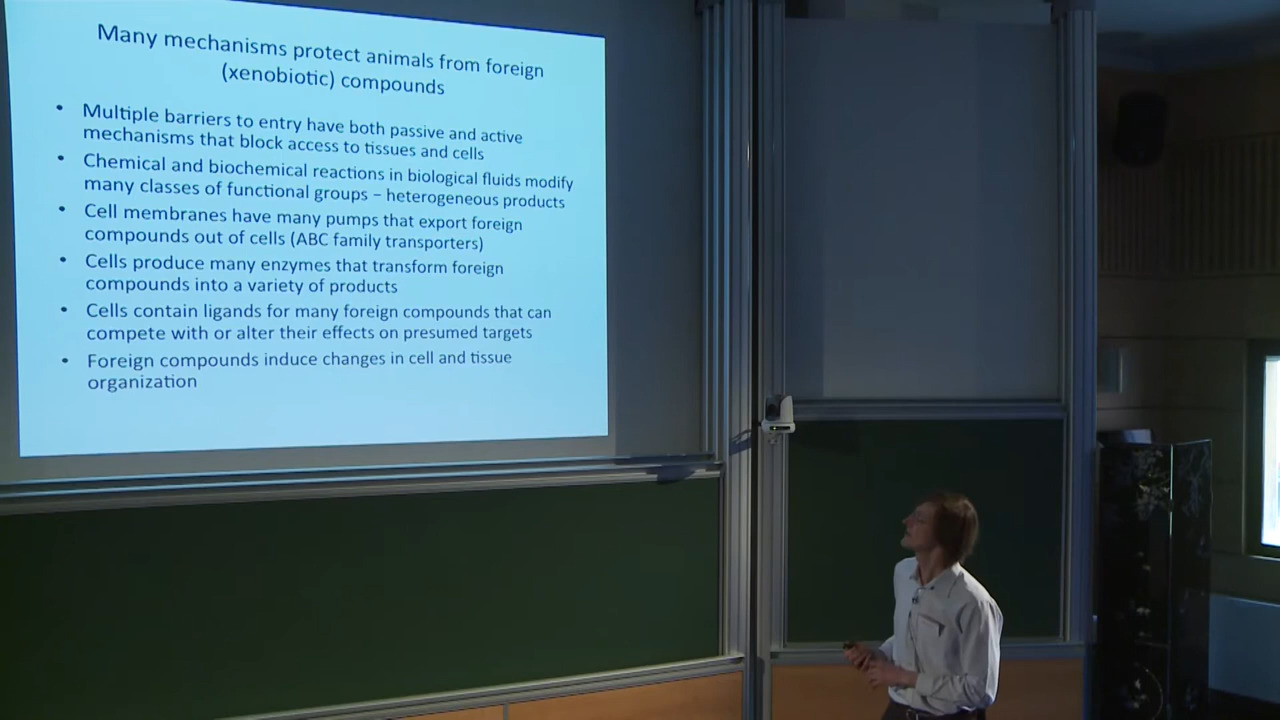 Many mechanisms protect animals from foreign
(xenobiotic) compounds
• Multiple barriers to entry have both passive and active
mechanisms that block access to tissues and cells
• Chemical and biochemical reactions in biological fluids modify
many classes of functional groups – heterogeneous products
• Cell membranes have many pumps that export foreign
compounds out of cells (ABC family transporters)
• Cells produce many enzymes that transform foreign
compounds into a variety of products
• Cells contain ligands for many foreign compounds that can
compete with or alter their effects on presumed targets
• Foreign compounds induce changes in cell and tissue
organization